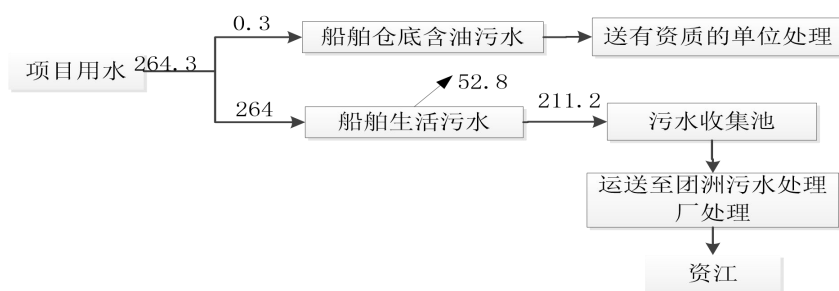 0.3
船舶仓底含油污水
送有资质的单位处理
项目用水
264.3
264
船舶生活污水
52.8
211.2
污水收集池
运送至团洲污水处理
厂处理
资江